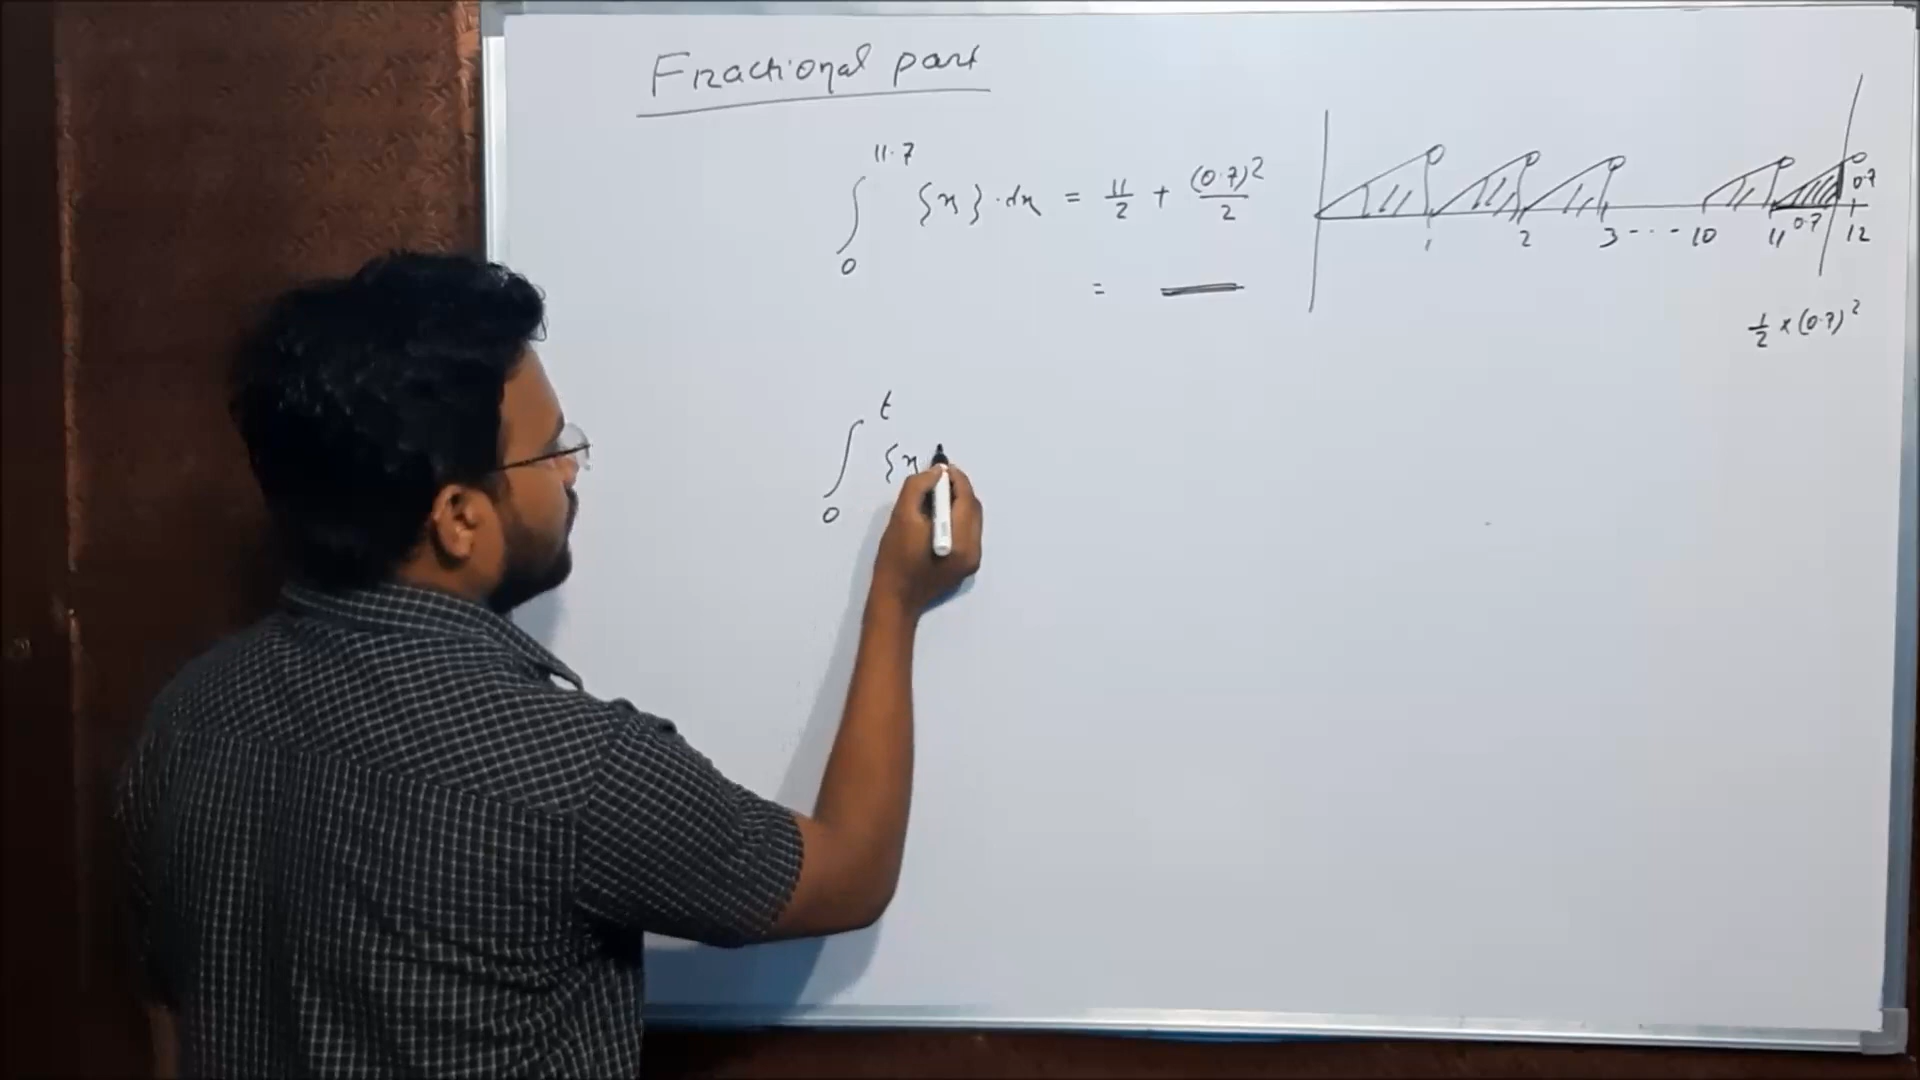 Fractional part
∫₀^11.7 {x}·dx = 11/2 + (0.7)²/2
= 
1 2 3 - - - 10 11 0.7 12
0.7
1/2 × (0.7)²
∫₀^t {x